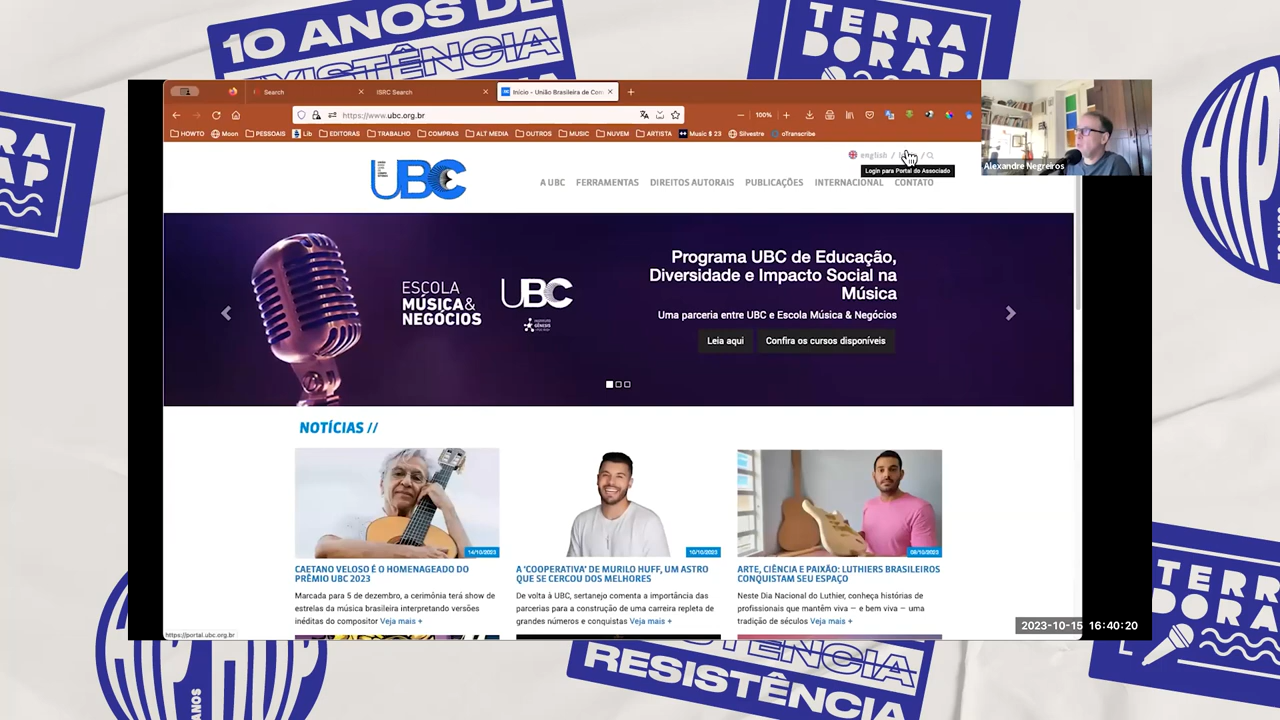 10 ANOS DE
EXISTÊNCIA
TERRA
DORAP
RRA
RAP
Search
ISRC Search
Início - União Brasileira de Com
https://www.ubc.org.br
100%
HOWTO
Moon
PESSOAIS
Lib
EDITORAS
TRABALHO
COMPRAS
ALT MEDIA
OUTROS
MUSIC
NUVEM
ARTISTA
Music $ 23
Silvestre
oTranscribe
Alexandre Negreiros
english /
Login para Portal do Associado
UBC
A UBC
FERRAMENTAS
DIREITOS AUTORAIS
PUBLICAÇÕES
INTERNACIONAL
CONTATO
ESCOLA
MÚSICA&
NEGÓCIOS
UBC
Programa UBC de Educação,
Diversidade e Impacto Social na
Música
Uma parceria entre UBC e Escola Música & Negócios
Leia aqui
Confira os cursos disponíveis
NOTÍCIAS //
14/10/2023
10/10/2023
08/10/2023
CAETANO VELOSO É O HOMENAGEADO DO
PRÊMIO UBC 2023
Marcada para 5 de dezembro, a cerimônia terá show de
estrelas da música brasileira interpretando versões
inéditas do compositor Veja mais +
A 'COOPERATIVA' DE MURILO HUFF, UM ASTRO
QUE SE CERCOU DOS MELHORES
De volta à UBC, sertanejo comenta a importância das
parcerias para a construção de uma carreira repleta de
grandes números e conquistas Veja mais +
ARTE, CIÊNCIA E PAIXÃO: LUTHIERS BRASILEIROS
CONQUISTAM SEU ESPAÇO
Neste Dia Nacional do Luthier, conheça histórias de
profissionais que mantêm viva — e bem viva — uma
tradição de séculos Veja mais +
https://portal.ubc.org.br
2023-10-15 16:40:20
HIP
HOP
ANOS
RESISTÊNCIA
TERRA